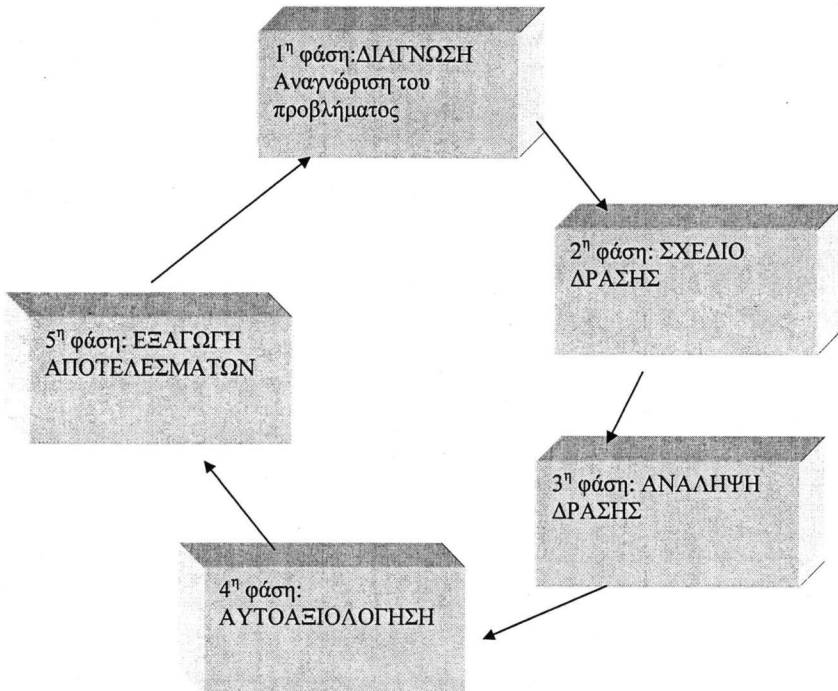 1η φάση:ΔΙΑΓΝΩΣΗ
Αναγνώριση του
προβλήματος
2η φάση: ΣΧΕΔΙΟ
ΔΡΑΣΗΣ
3η φάση: ΑΝΑΛΗΨΗ
ΔΡΑΣΗΣ
4η φάση:
ΑΥΤΟΑΞΙΟΛΟΓΗΣΗ
5η φάση: ΕΞΑΓΩΓΗ
ΑΠΟΤΕΛΕΣΜΑΤΩΝ